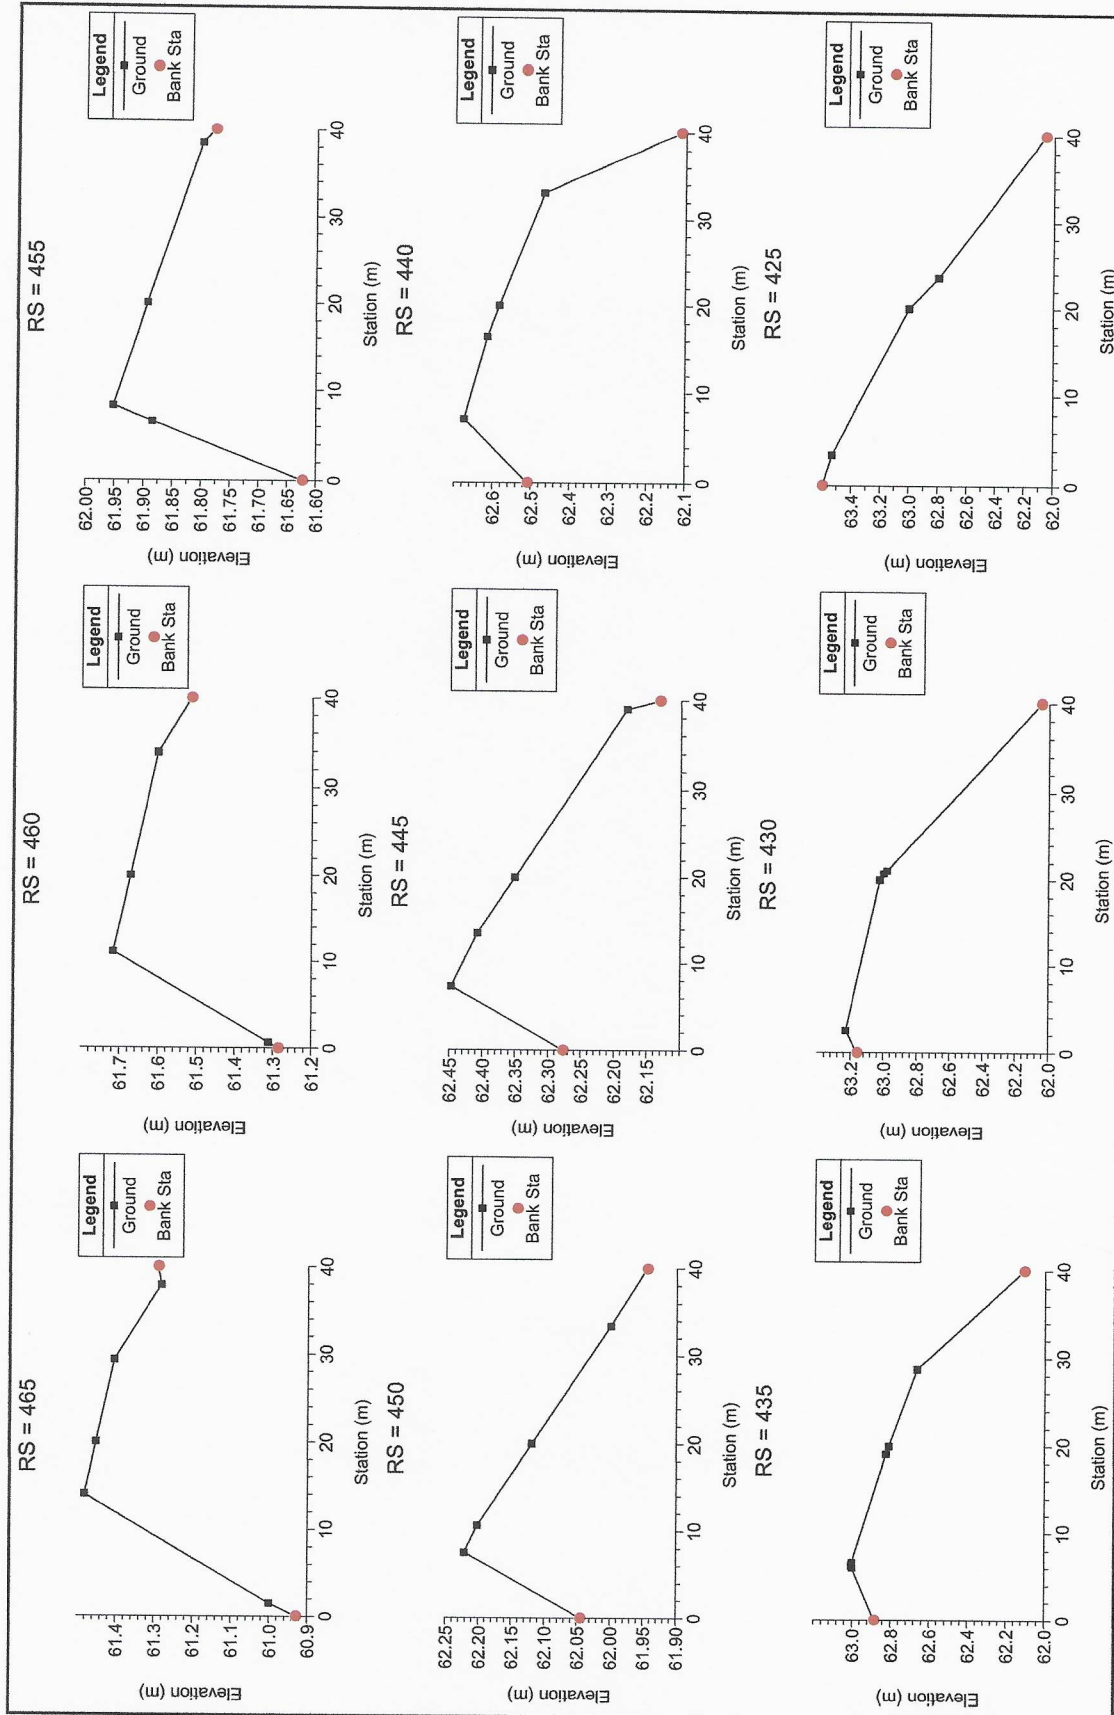 RS = 465
Legend
Ground
Bank Sta
Elevation (m)
61.4
61.3
61.2
61.1
61.0
60.9
0 10 20 30 40
Station (m)
RS = 460
Legend
Ground
Bank Sta
Elevation (m)
61.7
61.6
61.5
61.4
61.3
61.2
0 10 20 30 40
Station (m)
RS = 455
Legend
Ground
Bank Sta
Elevation (m)
62.00
61.95
61.90
61.85
61.80
61.75
61.70
61.65
61.60
0 10 20 30 40
Station (m)
RS = 450
Legend
Ground
Bank Sta
Elevation (m)
62.25
62.20
62.15
62.10
62.05
62.00
61.95
61.90
0 10 20 30 40
Station (m)
RS = 445
Legend
Ground
Bank Sta
Elevation (m)
62.45
62.40
62.35
62.30
62.25
62.20
62.15
0 10 20 30 40
Station (m)
RS = 440
Legend
Ground
Bank Sta
Elevation (m)
62.6
62.5
62.4
62.3
62.2
62.1
0 10 20 30 40
Station (m)
RS = 435
Legend
Ground
Bank Sta
Elevation (m)
63.0
62.8
62.6
62.4
62.2
62.0
0 10 20 30 40
Station (m)
RS = 430
Legend
Ground
Bank Sta
Elevation (m)
63.2
63.0
62.8
62.6
62.4
62.2
62.0
0 10 20 30 40
Station (m)
RS = 425
Legend
Ground
Bank Sta
Elevation (m)
63.4
63.2
63.0
62.8
62.6
62.4
62.2
62.0
0 10 20 30 40
Station (m)